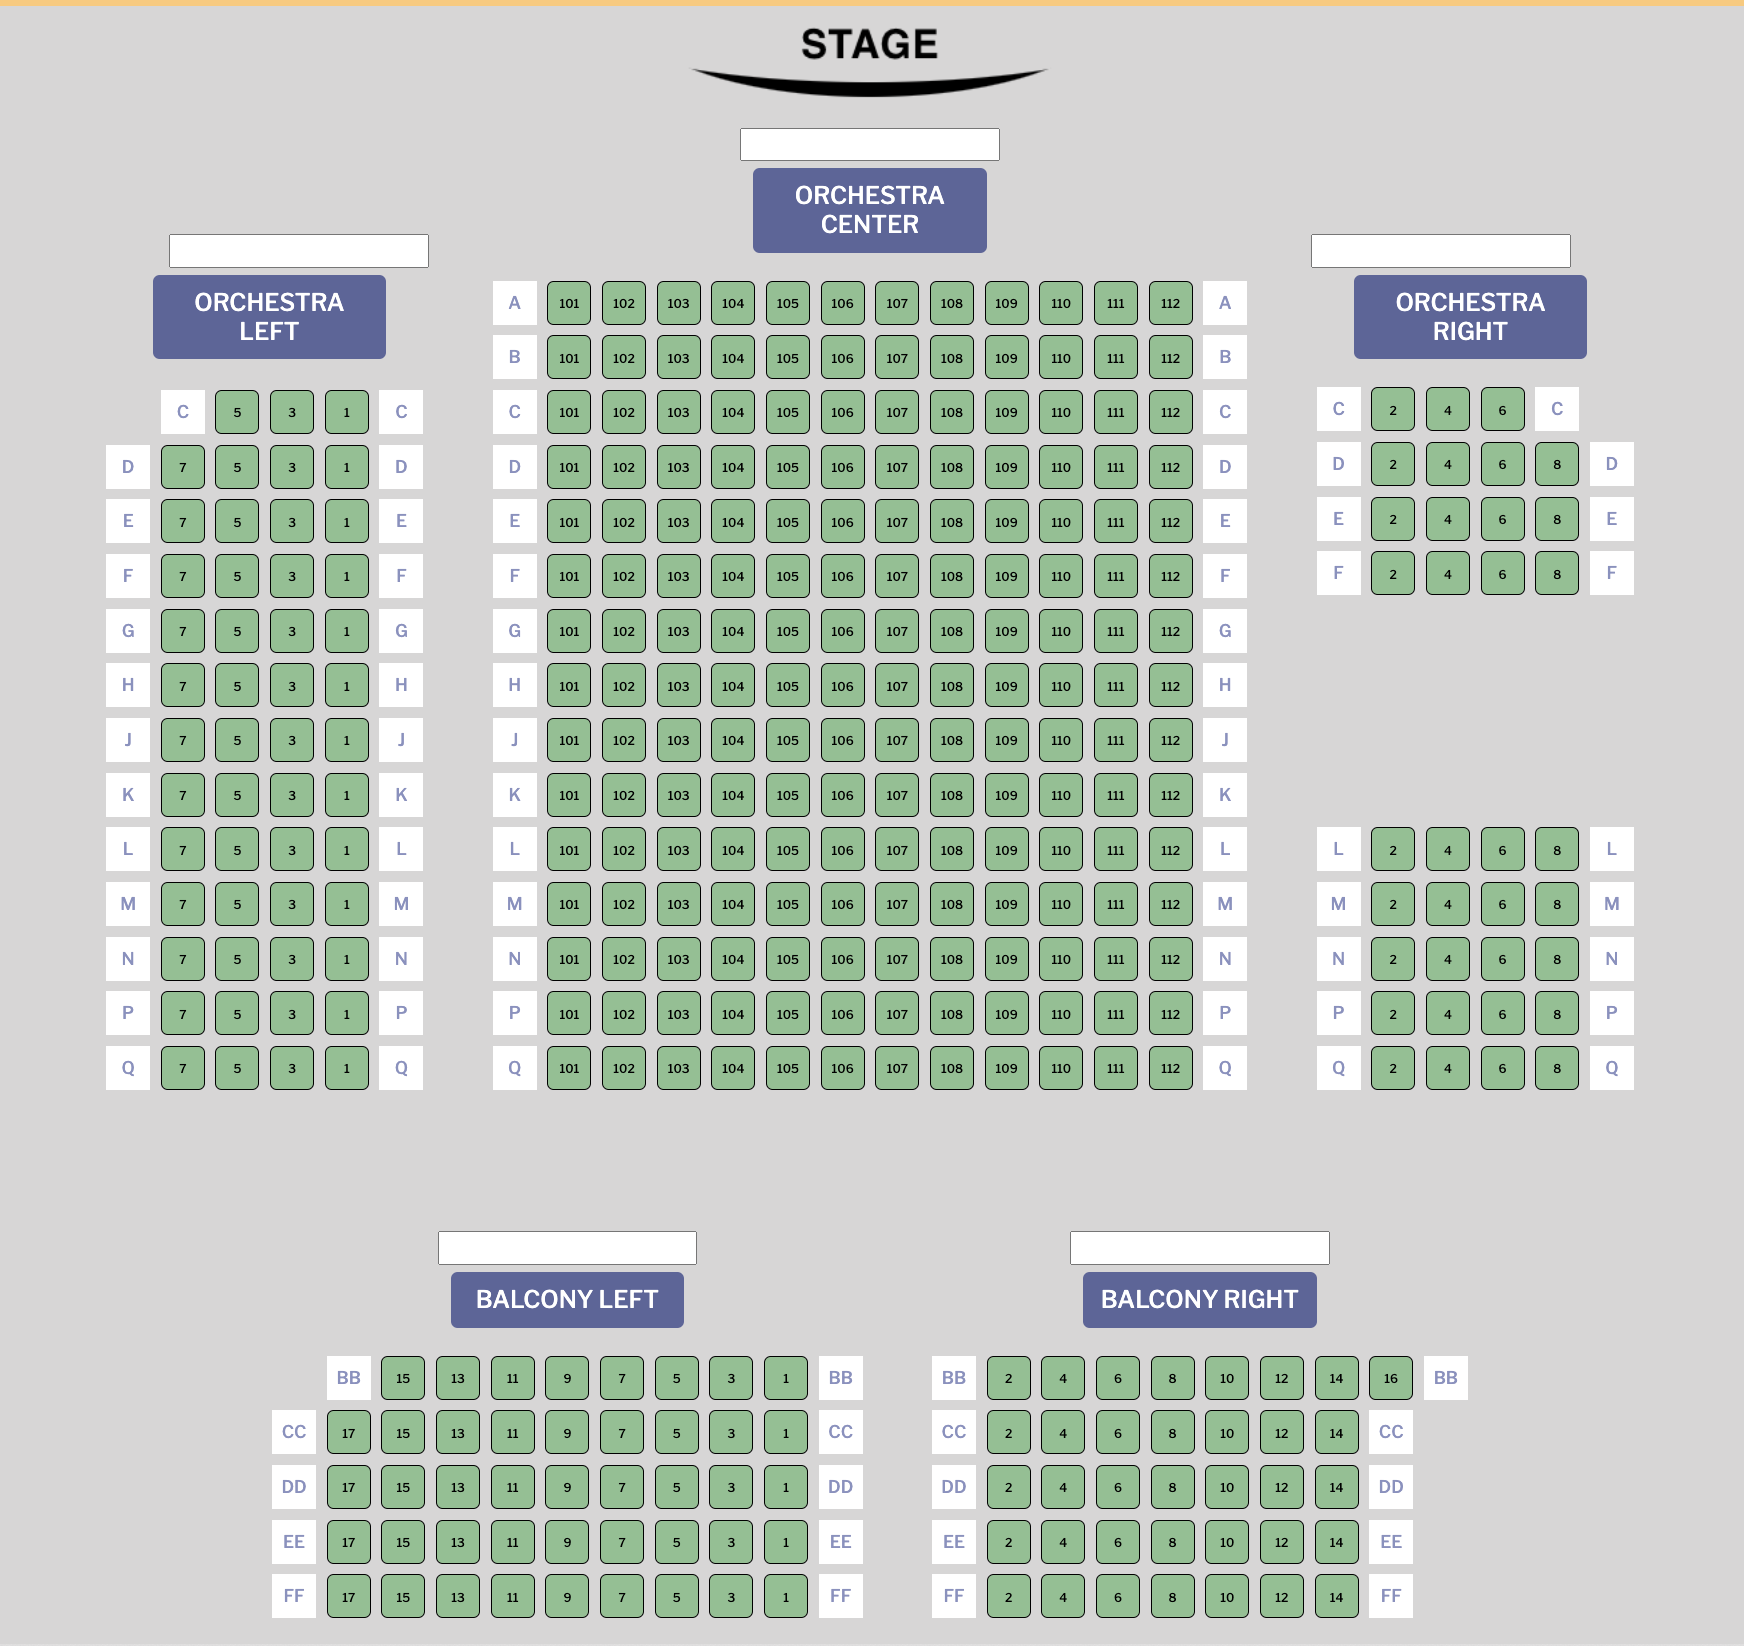 STAGE
ORCHESTRA
CENTER
ORCHESTRA
LEFT
ORCHESTRA
RIGHT
A 101 102 103 104 105 106 107 108 109 110 111 112 A
B 101 102 103 104 105 106 107 108 109 110 111 112 B
C 5 3 1 C C 101 102 103 104 105 106 107 108 109 110 111 112 C C 2 4 6 C
D 7 5 3 1 D D 101 102 103 104 105 106 107 108 109 110 111 112 D D 2 4 6 8 D
E 7 5 3 1 E E 101 102 103 104 105 106 107 108 109 110 111 112 E E 2 4 6 8 E
F 7 5 3 1 F F 101 102 103 104 105 106 107 108 109 110 111 112 F F 2 4 6 8 F
G 7 5 3 1 G G 101 102 103 104 105 106 107 108 109 110 111 112 G
H 7 5 3 1 H H 101 102 103 104 105 106 107 108 109 110 111 112 H
J 7 5 3 1 J J 101 102 103 104 105 106 107 108 109 110 111 112 J
K 7 5 3 1 K K 101 102 103 104 105 106 107 108 109 110 111 112 K
L 7 5 3 1 L L 101 102 103 104 105 106 107 108 109 110 111 112 L L 2 4 6 8 L
M 7 5 3 1 M M 101 102 103 104 105 106 107 108 109 110 111 112 M M 2 4 6 8 M
N 7 5 3 1 N N 101 102 103 104 105 106 107 108 109 110 111 112 N N 2 4 6 8 N
P 7 5 3 1 P P 101 102 103 104 105 106 107 108 109 110 111 112 P P 2 4 6 8 P
Q 7 5 3 1 Q Q 101 102 103 104 105 106 107 108 109 110 111 112 Q Q 2 4 6 8 Q
BALCONY LEFT
BALCONY RIGHT
BB 15 13 11 9 7 5 3 1 BB BB 2 4 6 8 10 12 14 16 BB
CC 17 15 13 11 9 7 5 3 1 CC CC 2 4 6 8 10 12 14 CC
DD 17 15 13 11 9 7 5 3 1 DD DD 2 4 6 8 10 12 14 DD
EE 17 15 13 11 9 7 5 3 1 EE EE 2 4 6 8 10 12 14 EE
FF 17 15 13 11 9 7 5 3 1 FF FF 2 4 6 8 10 12 14 FF